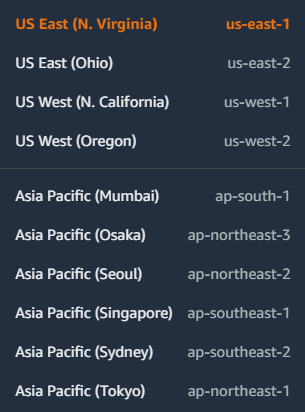 US East (N. Virginia) us-east-1
US East (Ohio) us-east-2
US West (N. California) us-west-1
US West (Oregon) us-west-2
Asia Pacific (Mumbai) ap-south-1
Asia Pacific (Osaka) ap-northeast-3
Asia Pacific (Seoul) ap-northeast-2
Asia Pacific (Singapore) ap-southeast-1
Asia Pacific (Sydney) ap-southeast-2
Asia Pacific (Tokyo) ap-northeast-1